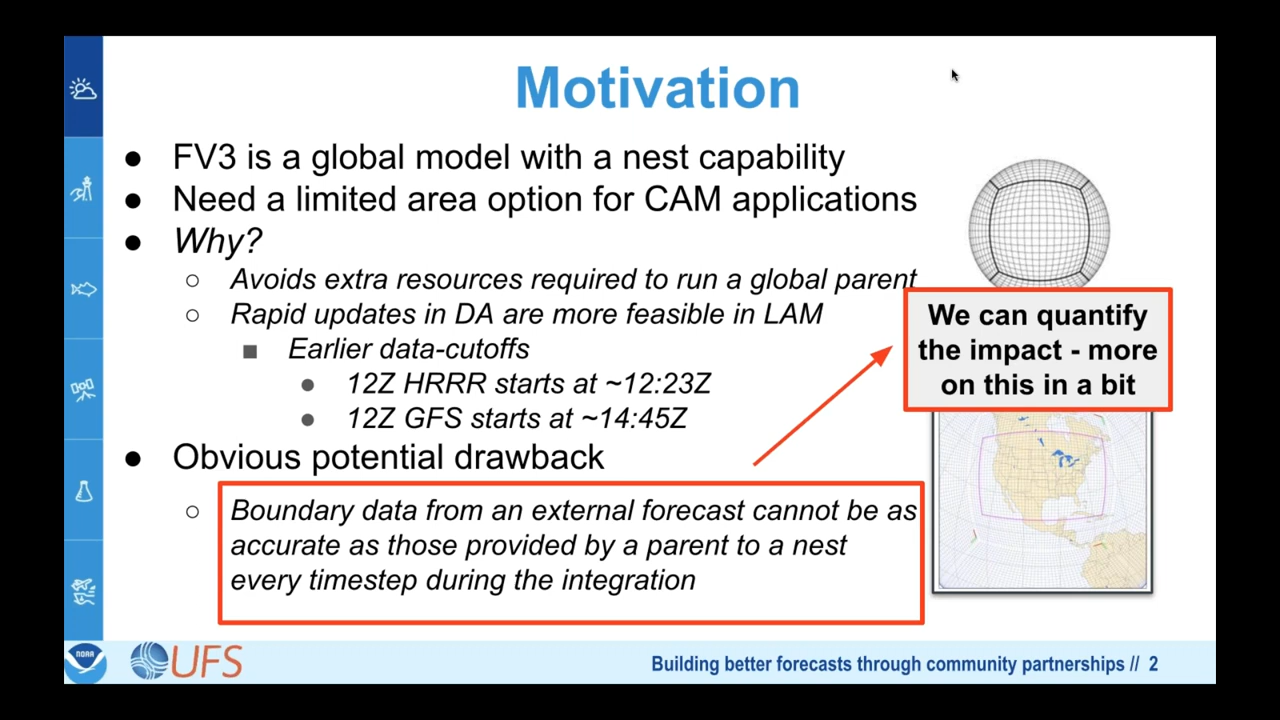 Motivation
● FV3 is a global model with a nest capability
● Need a limited area option for CAM applications
● Why?
○ Avoids extra resources required to run a global parent
○ Rapid updates in DA are more feasible in LAM
■ Earlier data-cutoffs
● 12Z HRRR starts at ~12:23Z
● 12Z GFS starts at ~14:45Z
● Obvious potential drawback
○ Boundary data from an external forecast cannot be as
accurate as those provided by a parent to a nest
every timestep during the integration
We can quantify
the impact - more
on this in a bit
NOAA
UFS
Building better forecasts through community partnerships // 2